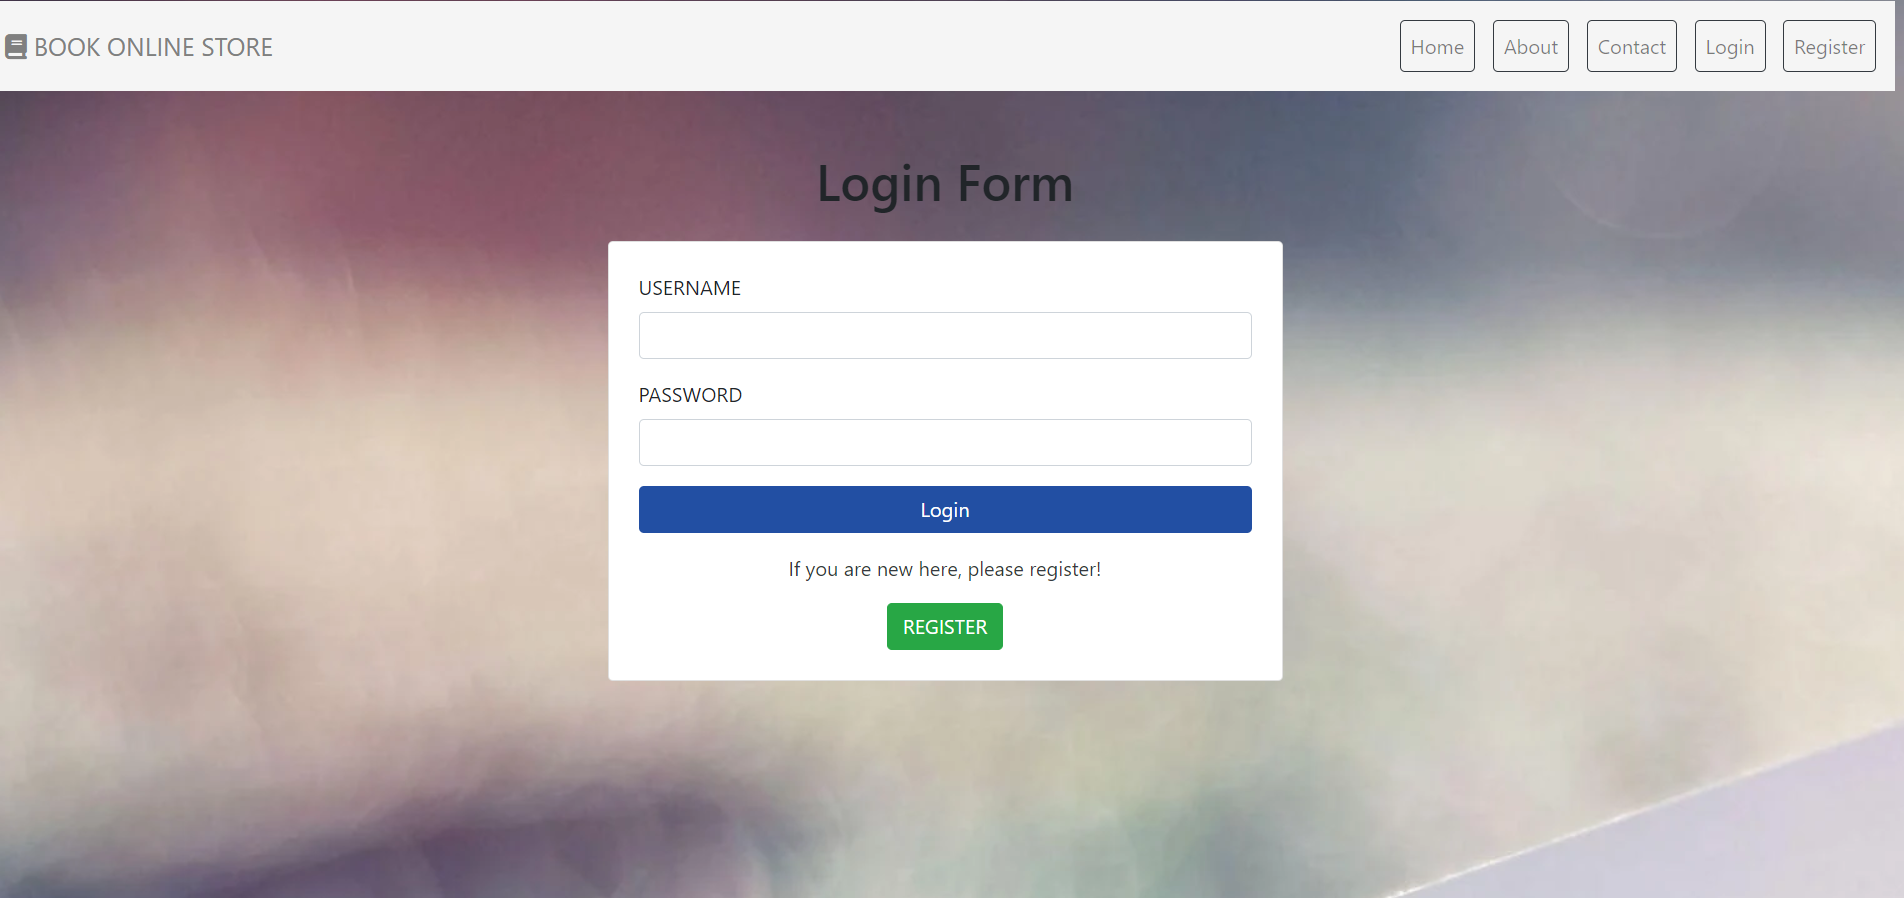 BOOK ONLINE STORE
Home About Contact Login Register
Login Form
USERNAME
PASSWORD
Login
If you are new here, please register!
REGISTER